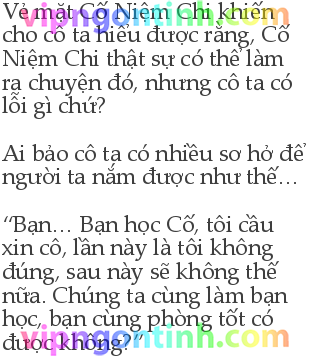 Vẻ mặt Cố Niệm Chi khiến
cho cô ta hiểu được rằng, Cố
Niệm Chi thật sự có thể làm
ra chuyện đó, nhưng cô ta có
lỗi gì chứ?
Ai bảo cô ta có nhiều sơ hở để
người ta nắm được như thế…
“Bạn… Bạn học Cố, tôi cầu
xin cô, lần này là tôi không
đúng, sau này sẽ không thế
nữa. Chúng ta cùng làm bạn
học, bạn cùng phòng tốt có
được không?”
vipngontinh.com
vipngontinh.com
vipngontinh.com
vipngontinh.com